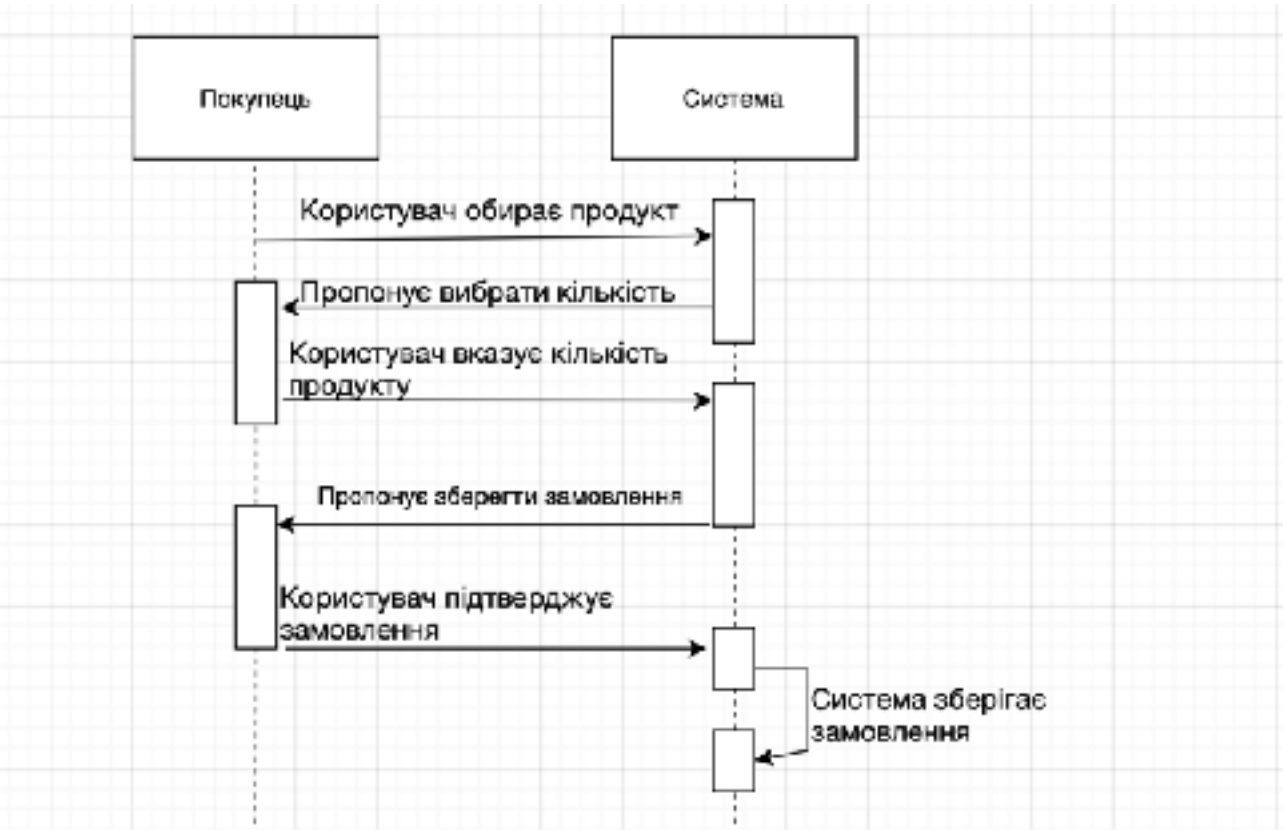 Покупець
Система
Користувач обирає продукт
Пропонує вибрати кількість
Користувач вказує кількість
продукту
Пропонує зберегти замовлення
Користувач підтверджує
замовлення
Система зберігає
замовлення